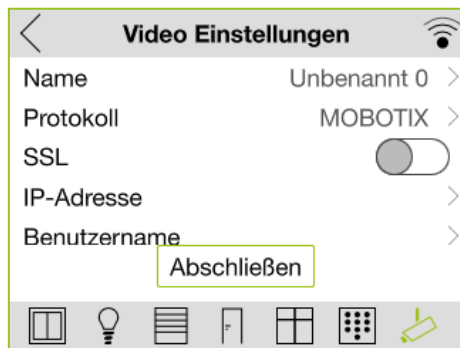 Video Einstellungen
Name Unbenannt 0
Protokoll MOBOTIX
SSL
IP-Adresse
Benutzername
Abschließen